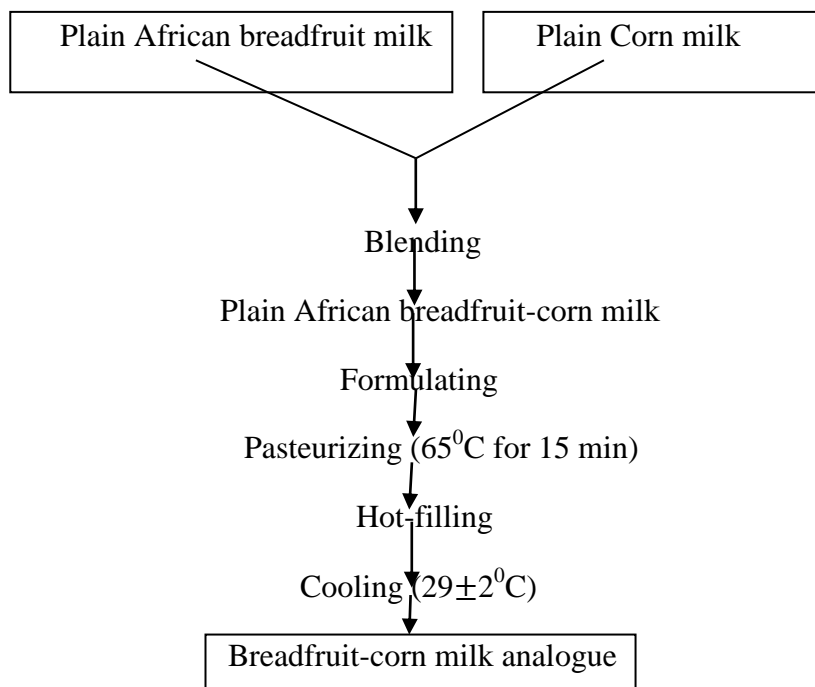 Plain African breadfruit milk
Plain Corn milk
Blending
Plain African breadfruit-corn milk
Formulating
Pasteurizing (65⁰C for 15 min)
Hot-filling
Cooling (29±2⁰C)
Breadfruit-corn milk analogue